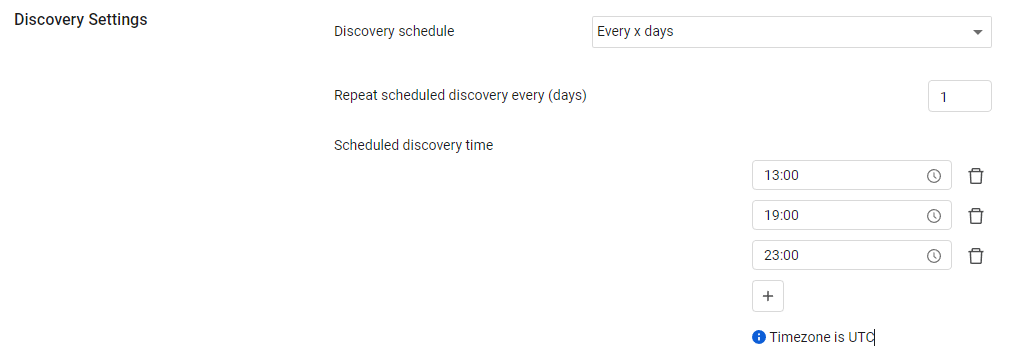 Discovery Settings
Discovery schedule
Every x days
Repeat scheduled discovery every (days)
1
Scheduled discovery time
13:00
19:00
23:00
+
Timezone is UTC